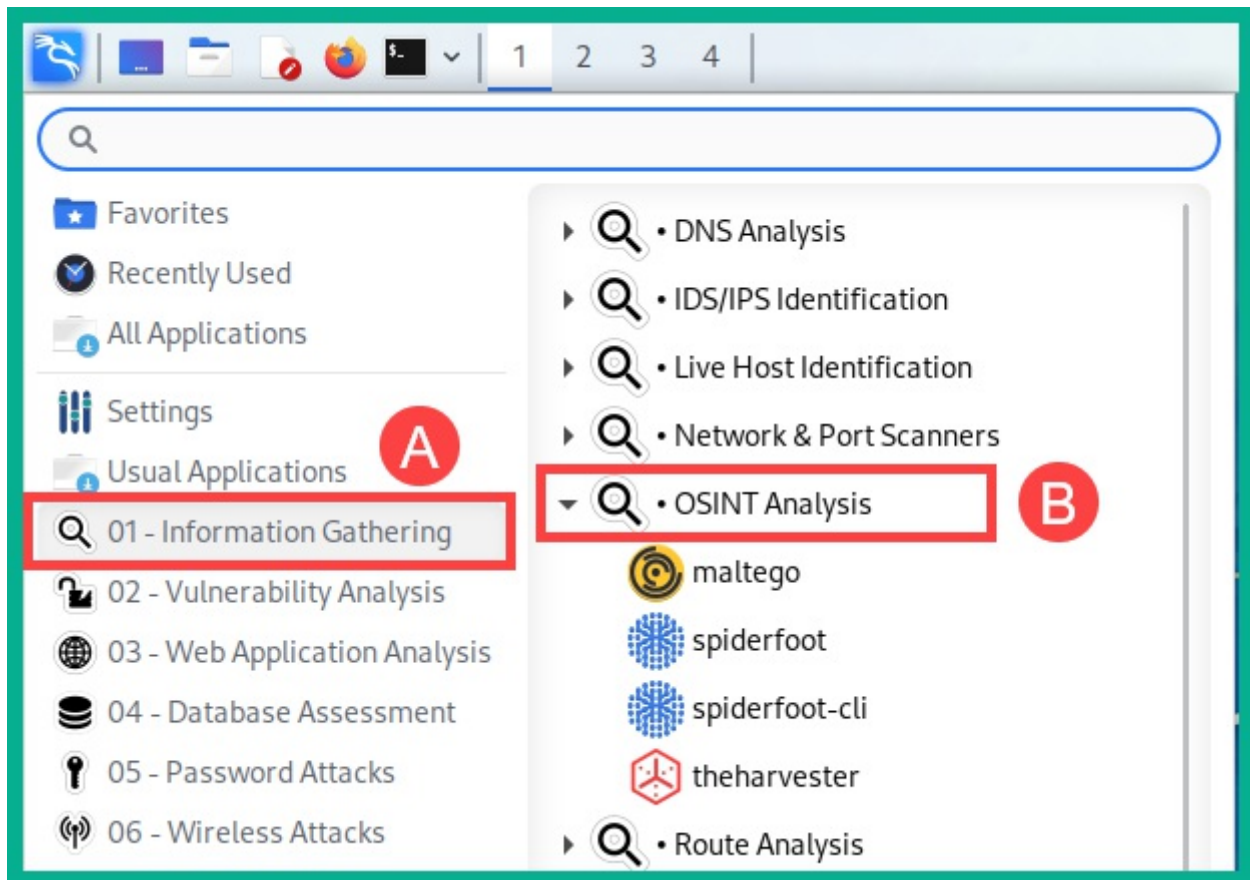 $_
1 2 3 4
Favorites
Recently Used
All Applications
Settings
Usual Applications
A
01 - Information Gathering
02 - Vulnerability Analysis
03 - Web Application Analysis
04 - Database Assessment
05 - Password Attacks
06 - Wireless Attacks
• DNS Analysis
• IDS/IPS Identification
• Live Host Identification
• Network & Port Scanners
• OSINT Analysis
B
maltego
spiderfoot
spiderfoot-cli
theharvester
• Route Analysis